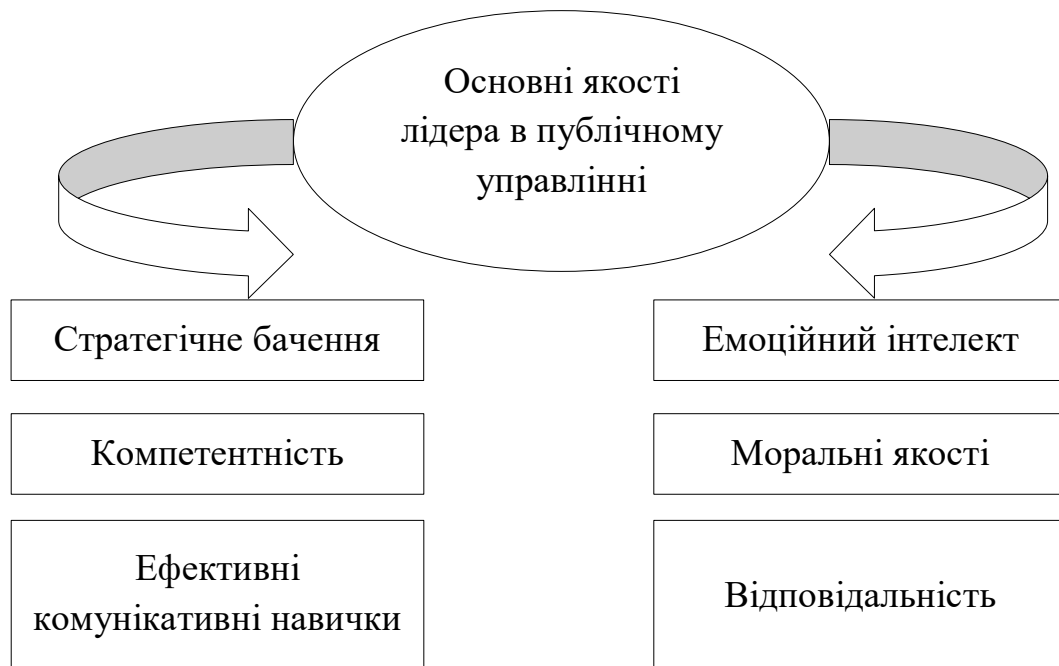 Основні якості
лідера в публічному
управлінні
Стратегічне бачення
Компетентність
Ефективні
комунікативні навички
Емоційний інтелект
Моральні якості
Відповідальність